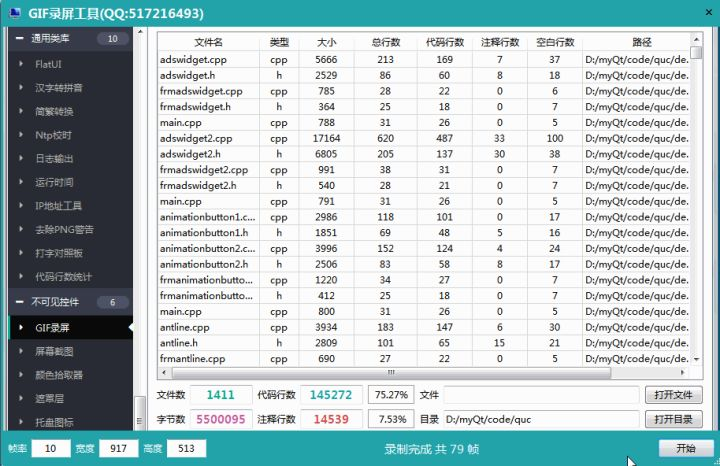 GIF录屏工具(QQ:517216493)
通用类库 10
FlatUI
汉字转拼音
简繁转换
Ntp校时
日志输出
运行时间
IP地址工具
去除PNG警告
打字对照板
代码行数统计
不可见控件 6
GIF录屏
屏幕截图
颜色拾取器
遮罩层
托盘图标
文件名 类型 大小 总行数 代码行数 注释行数 空白行数 路径
adswidget.cpp cpp 5666 213 169 7 37 D:/myQt/code/quc/de.
adswidget.h h 2529 86 60 8 18 D:/myQt/code/quc/de.
frmadswidget.cpp cpp 785 28 22 0 6 D:/myQt/code/quc/de.
frmadswidget.h h 364 25 18 0 7 D:/myQt/code/quc/de.
main.cpp cpp 788 31 26 0 5 D:/myQt/code/quc/de.
adswidget2.cpp cpp 17164 620 487 33 100 D:/myQt/code/quc/de.
adswidget2.h h 6805 205 137 30 38 D:/myQt/code/quc/de.
frmadswidget2.cpp cpp 991 38 31 0 7 D:/myQt/code/quc/de.
frmadswidget2.h h 540 28 21 0 7 D:/myQt/code/quc/de.
main.cpp cpp 791 31 26 0 5 D:/myQt/code/quc/de.
animationbutton1.c... cpp 2986 118 101 0 17 D:/myQt/code/quc/de.
animationbutton1.h h 1851 69 48 5 16 D:/myQt/code/quc/de.
animationbutton2.c... cpp 3996 152 124 4 24 D:/myQt/code/quc/de.
animationbutton2.h h 2506 83 58 8 17 D:/myQt/code/quc/de.
frmanimationbutto... cpp 1220 34 27 0 7 D:/myQt/code/quc/de.
frmanimationbutto... h 412 25 18 0 7 D:/myQt/code/quc/de.
main.cpp cpp 800 31 26 0 5 D:/myQt/code/quc/de.
antline.cpp cpp 3934 183 147 6 30 D:/myQt/code/quc/de.
antline.h h 2809 101 65 15 21 D:/myQt/code/quc/de.
frmantline.cpp cpp 690 27 22 0 5 D:/myQt/code/quc/de.
文件数 1411 代码行数 145272 75.27% 文件 打开文件
字节数 5500095 注释行数 14539 7.53% 目录 D:/myQt/code/quc 打开目录
帧率 10 宽度 917 高度 513 录制完成 共 79 帧 开始